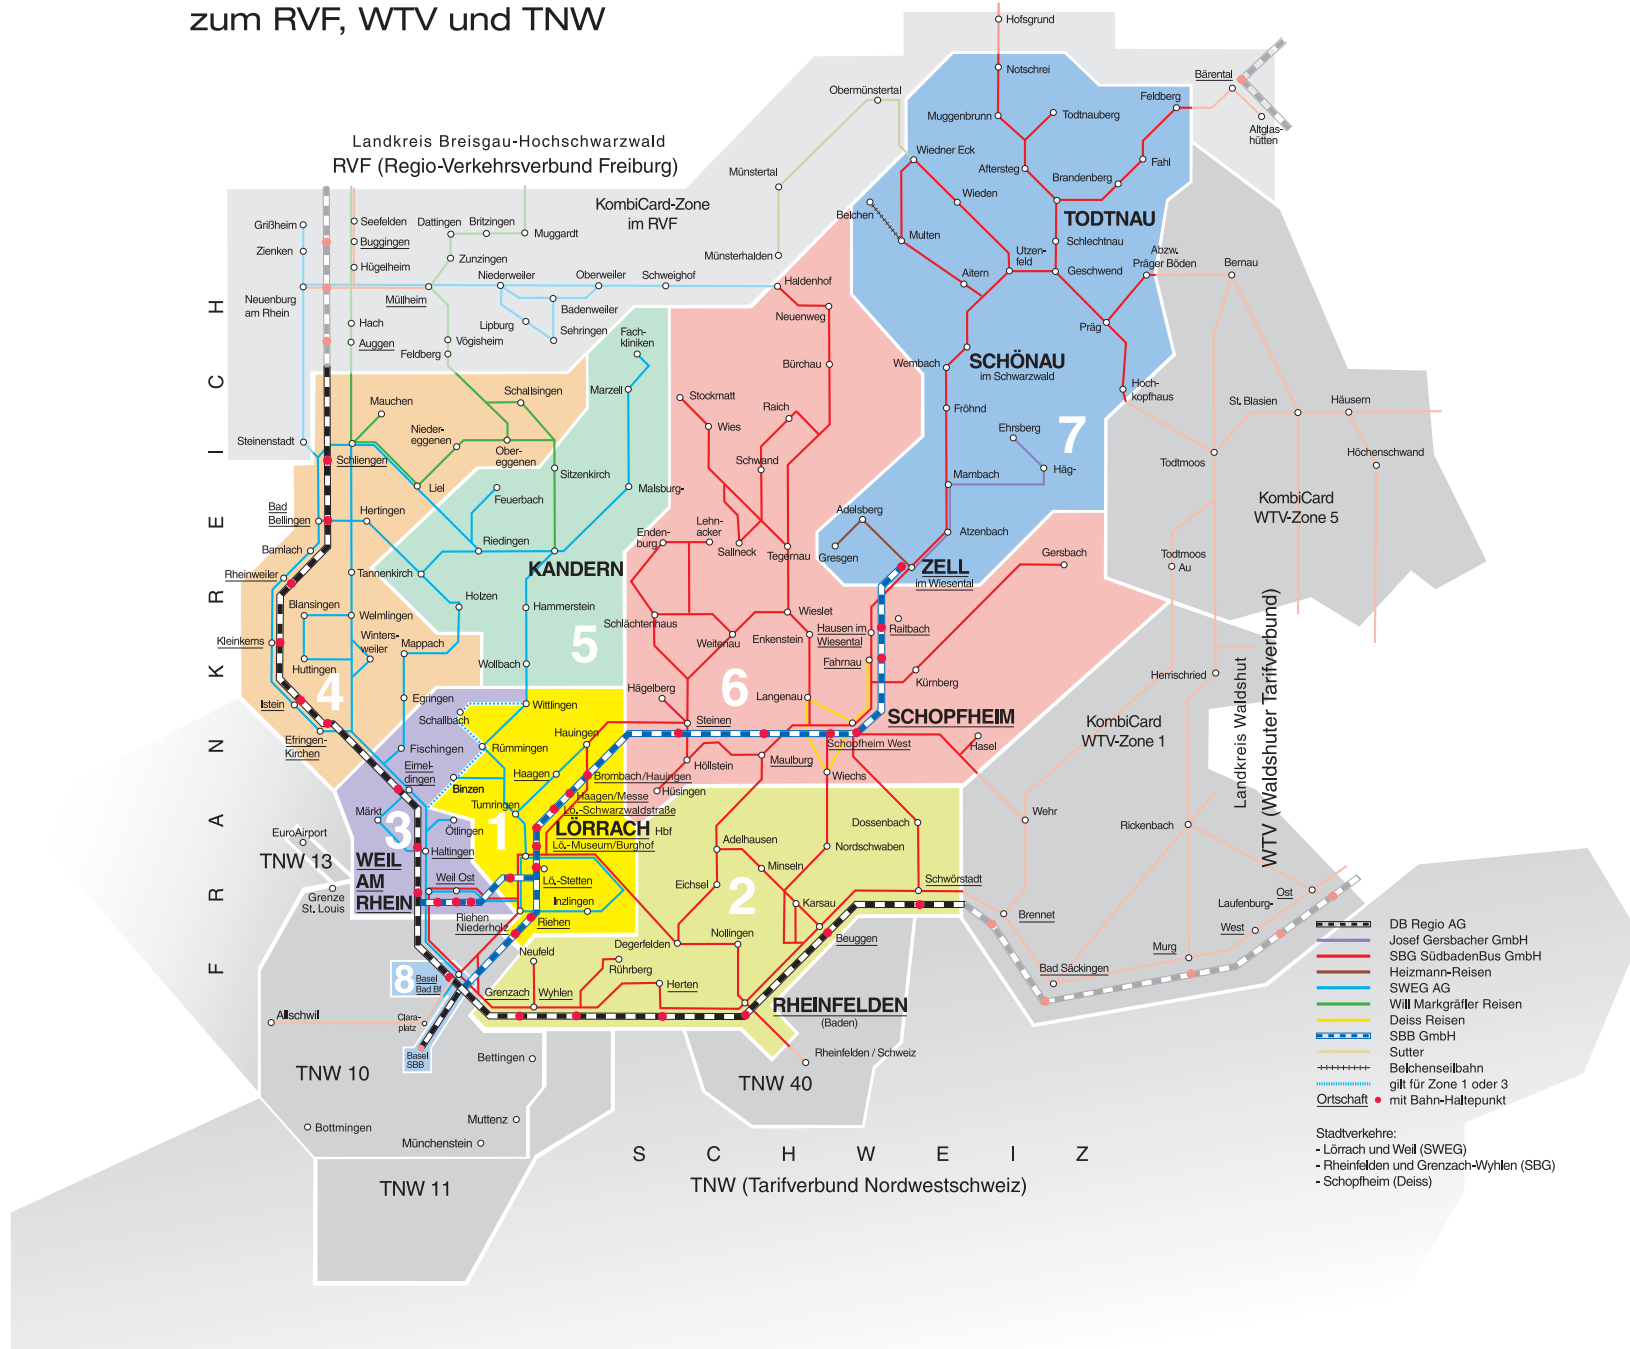 zum RVF, WTV und TNW
Landkreis Breisgau-Hochschwarzwald
RVF (Regio-Verkehrsverbund Freiburg)
KombiCard-Zone
im RVF
Hofsgrund
Notschrei
Bärental
Altglas-
hütten
Feldberg
Obermünstertal
Muggenbrunn
Todtnauberg
Wiedner Eck
Aftersteg
Fahl
Brandenberg
Münstertal
Wieden
Belchen
TODTNAU
Multen
Schlechtnau
Münsterhalden
Utzen-
feld
Abzw.
Präger Böden
Bernau
Aitern
Geschwend
Präg
Grißheim
Zienken
Neuenburg
am Rhein
Seefelden
Buggingen
Hügelheim
Müllheim
Dattingen
Britzingen
Muggardt
Zunzingen
Niederweiler
Oberweiler
Schweighof
Haldenhof
Badenweiler
Lipburg
Sehringen
Neuenweg
Hach
Auggen
Vögisheim
Feldberg
Fach-
kliniken
Bürchau
Wembach
SCHÖNAU
im Schwarzwald
Hoch-
kopfhaus
Marzell
Stockmatt
Schallsingen
Mauchen
Raich
Fröhnd
St. Blasien
Häusern
Steinenstadt
Nieder-
eggenen
Ober-
eggenen
Wies
Ehrsberg
7
Höchenschwand
Schliengen
Sitzenkirch
Schwand
Mambach
Häg-
Todtmoos
Liel
Feuerbach
Malsburg-
KombiCard
WTV-Zone 5
Bad
Bellingen
Hertingen
Adelsberg
Enden-
burg
Lehn-
acker
Sallneck
Tegernau
Gresgen
Atzenbach
Gersbach
Bamlach
Riedingen
KANDERN
ZELL
im Wiesental
Todtmoos
Au
Rheinweiler
Tannenkirch
Holzen
Hammerstein
Blansingen
Welmlingen
Schlächtenhaus
Wieslet
Weitenau
Enkenstein
Hausen im
Wiesental
Raitbach
Kleinkems
Winters-
weiler
Mappach
5
Wollbach
Fahrnau
Huttingen
4
Hägelberg
6
Langenau
Kürnberg
Herrischried
Istein
Egringen
Schallbach
Wittlingen
Steinen
SCHOPFHEIM
KombiCard
WTV-Zone 1
Efringen-
Kirchen
Fischingen
Rümmingen
Hauingen
Schopfheim West
Hasel
Eimel-
dingen
Haagen
Brombach/Hauingen
Höllstein
Maulburg
Wiechs
Binzen
Haagen/Messe
Hüsingen
Märkt
Tumringen
Lö.-Schwarzwaldstraße
Wehr
3
Ötlingen
1
LÖRRACH Hbf
Lö.-Museum/Burghof
Dossenbach
Rickenbach
EuroAirport
TNW 13
WEIL
AM
RHEIN
Haltingen
Adelhausen
Nordschwaben
Minseln
Grenze
St. Louis
Weil Ost
Lö.-Stetten
Inzlingen
Eichsel
2
Schwörstadt
Karsau
Ost
Laufenburg-
West
Riehen
Niederholz
Riehen
Brennet
Nollingen
Degerfelden
Beuggen
Murg
Neufeld
Rührberg
Bad Säckingen
8
Basel
Bad Bf
Grenzach
Wyhlen
Herten
RHEINFELDEN
(Baden)
Allschwil
Clara-
platz
Basel
SBB
Bettingen
Rheinfelden / Schweiz
TNW 10
TNW 40
Muttenz
Bottmingen
Münchenstein
TNW 11
F R A N K R E I C H
S C H W E I Z
TNW (Tarifverbund Nordwestschweiz)
Landkreis Waldshut
WTV (Waldshuter Tarifverbund)
DB Regio AG
Josef Gersbacher GmbH
SBG SüdbadenBus GmbH
Heizmann-Reisen
SWEG AG
Will Markgräfler Reisen
Deiss Reisen
SBB GmbH
Sutter
Belchenseilbahn
gilt für Zone 1 oder 3
Ortschaft mit Bahn-Haltepunkt
Stadtverkehre:
- Lörrach und Weil (SWEG)
- Rheinfelden und Grenzach-Wyhlen (SBG)
- Schopfheim (Deiss)